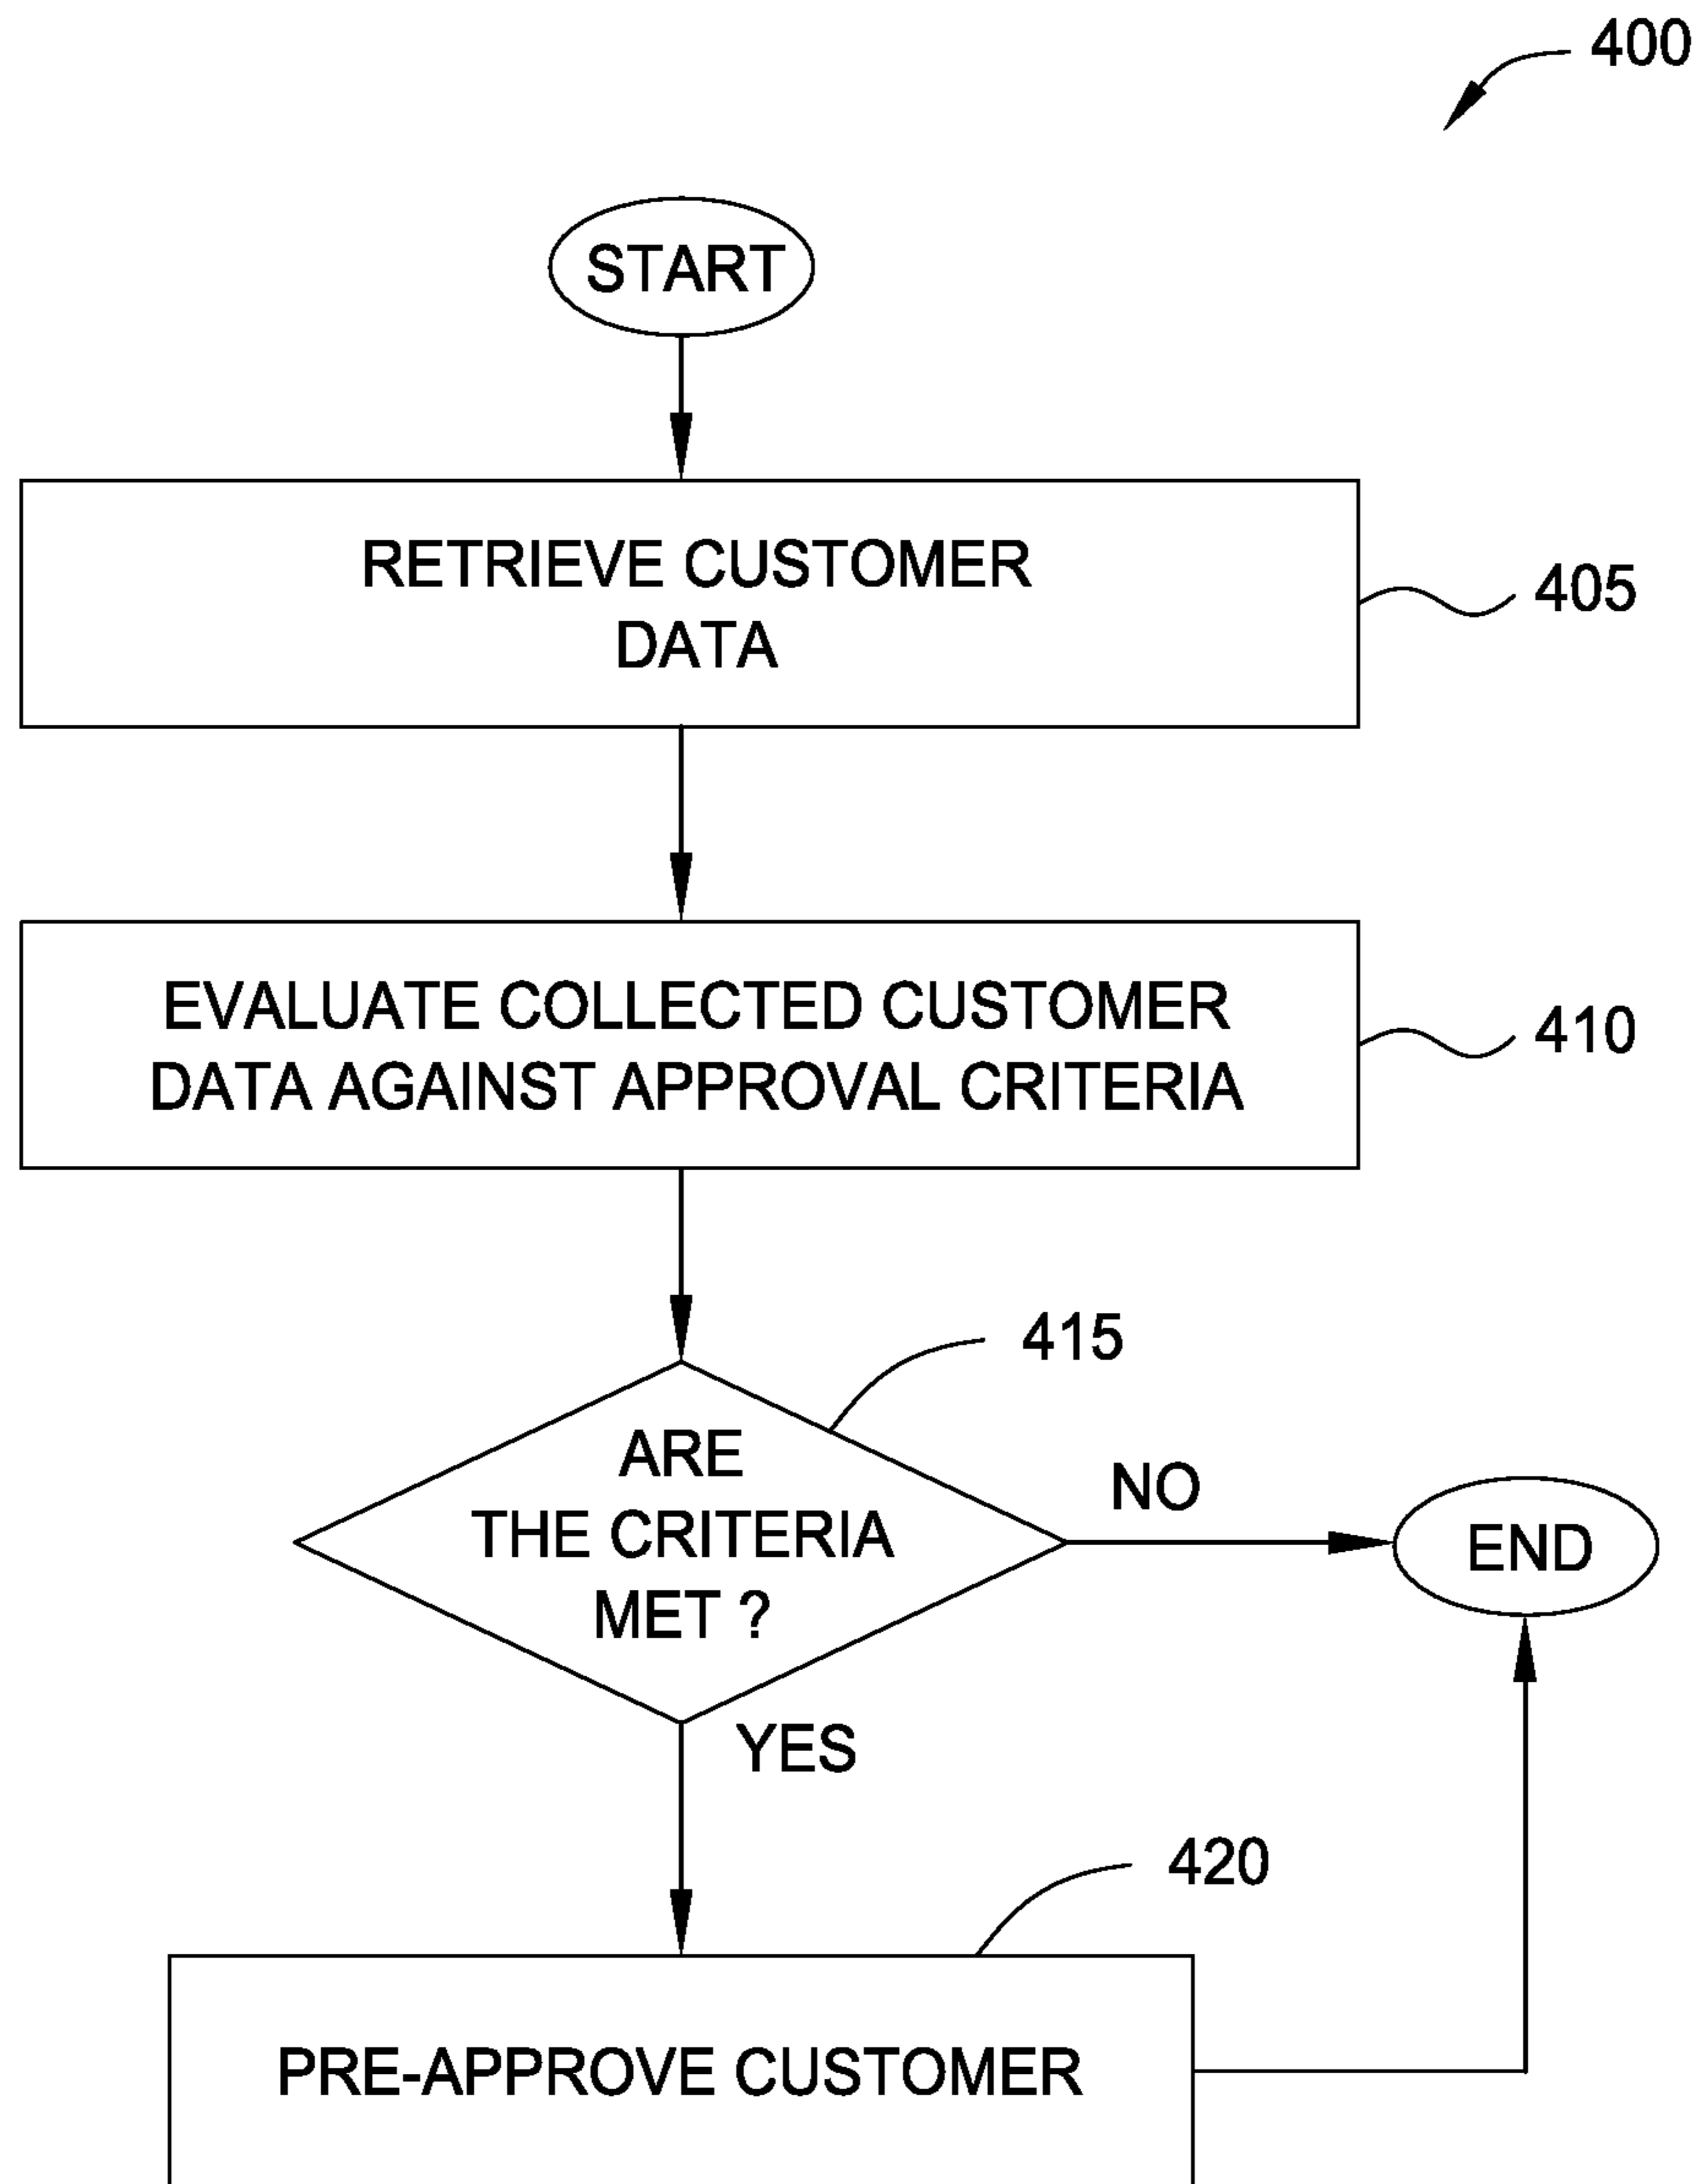 400
START
RETRIEVE CUSTOMER
DATA
405
EVALUATE COLLECTED CUSTOMER
DATA AGAINST APPROVAL CRITERIA
410
415
ARE
THE CRITERIA
MET ?
NO
END
YES
420
PRE-APPROVE CUSTOMER